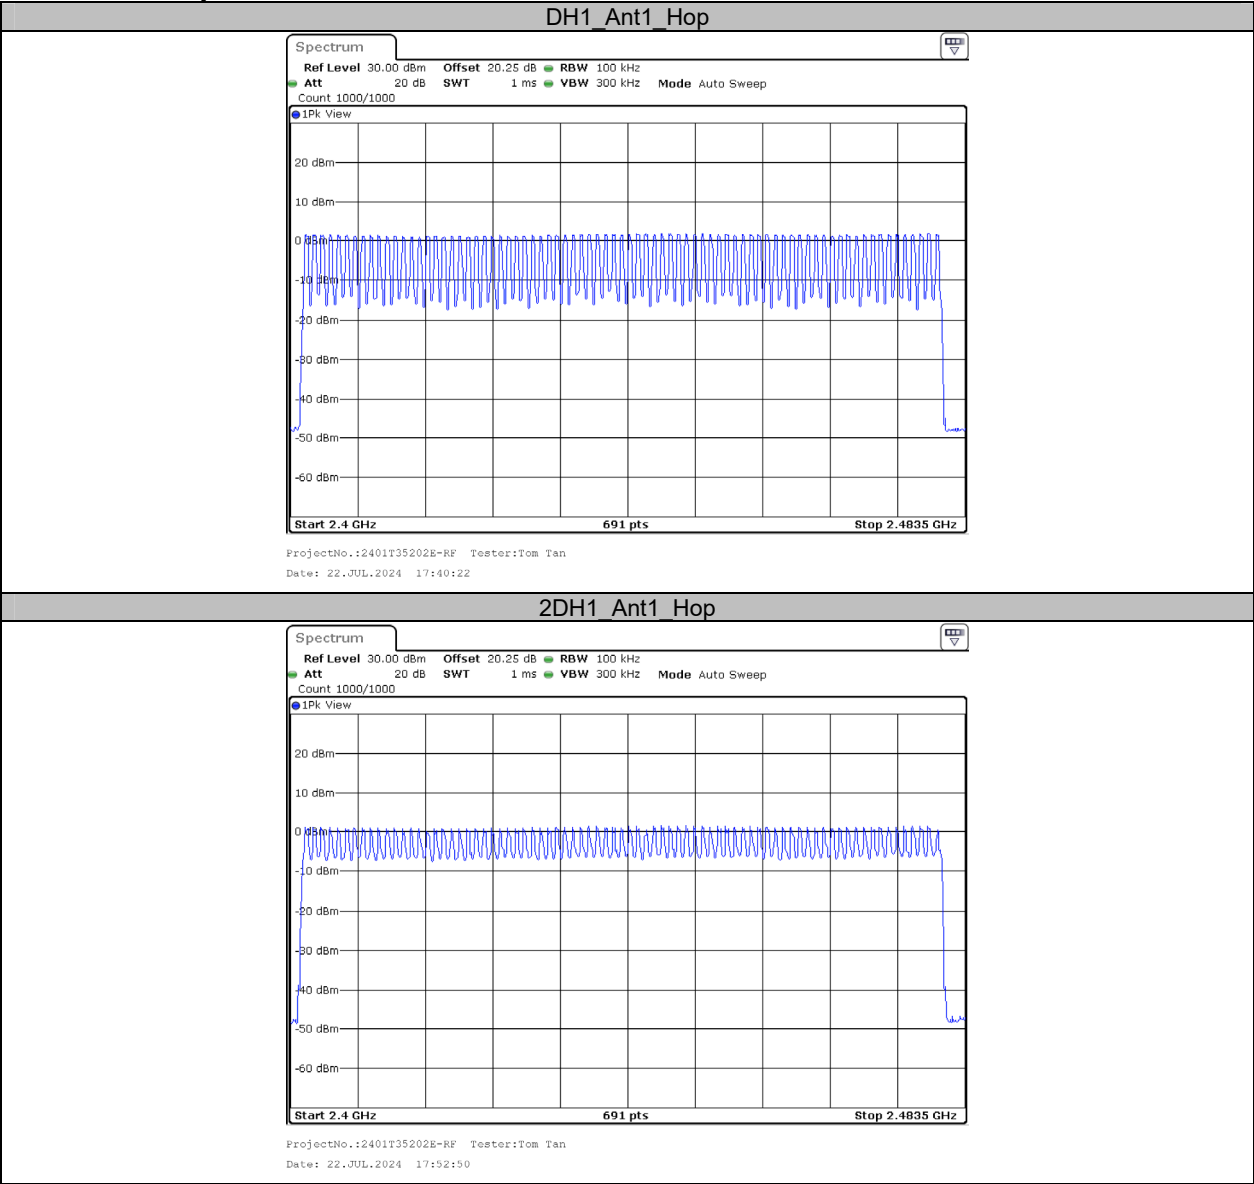 DH1_Ant1_Hop
Spectrum
Ref Level 30.00 dBm Offset 20.25 dB RBW 100 kHz
Att 20 dB SWT 1 ms VBW 300 kHz Mode Auto Sweep
Count 1000/1000
1Pk View
20 dBm
10 dBm
0 dBm
-10 dBm
-20 dBm
-30 dBm
-40 dBm
-50 dBm
-60 dBm
Start 2.4 GHz 691 pts Stop 2.4835 GHz
ProjectNo.:2401T35202E-RF Tester:Tom Tan
Date: 22.JUL.2024 17:40:22
2DH1_Ant1_Hop
Spectrum
Ref Level 30.00 dBm Offset 20.25 dB RBW 100 kHz
Att 20 dB SWT 1 ms VBW 300 kHz Mode Auto Sweep
Count 1000/1000
1Pk View
20 dBm
10 dBm
0 dBm
-10 dBm
-20 dBm
-30 dBm
-40 dBm
-50 dBm
-60 dBm
Start 2.4 GHz 691 pts Stop 2.4835 GHz
ProjectNo.:2401T35202E-RF Tester:Tom Tan
Date: 22.JUL.2024 17:52:50